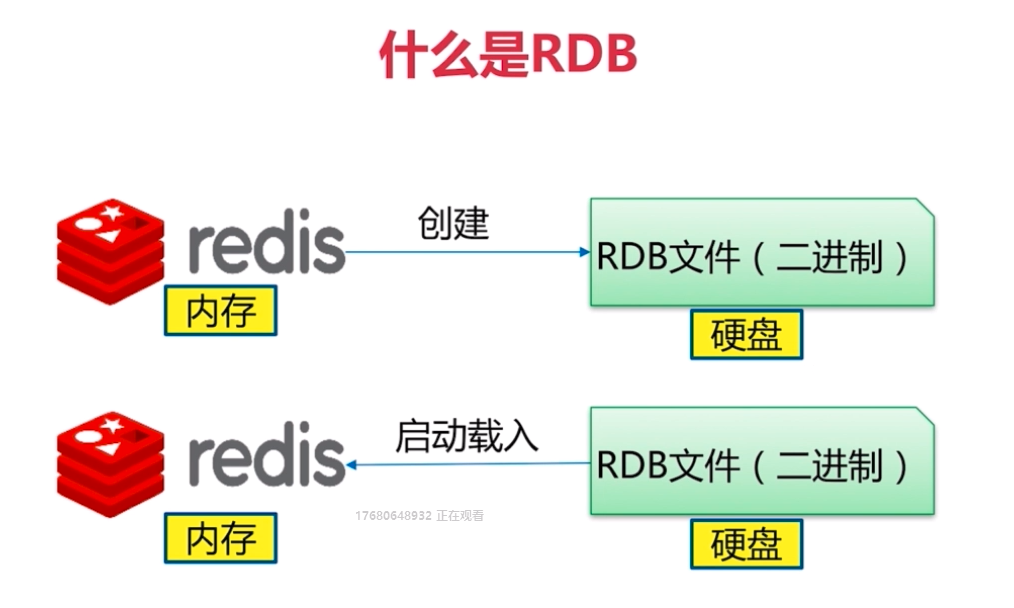 什么是RDB
redis
创建
RDB文件（二进制）
内存
硬盘
redis
启动载入
RDB文件（二进制）
17680648932 正在观看
内存
硬盘